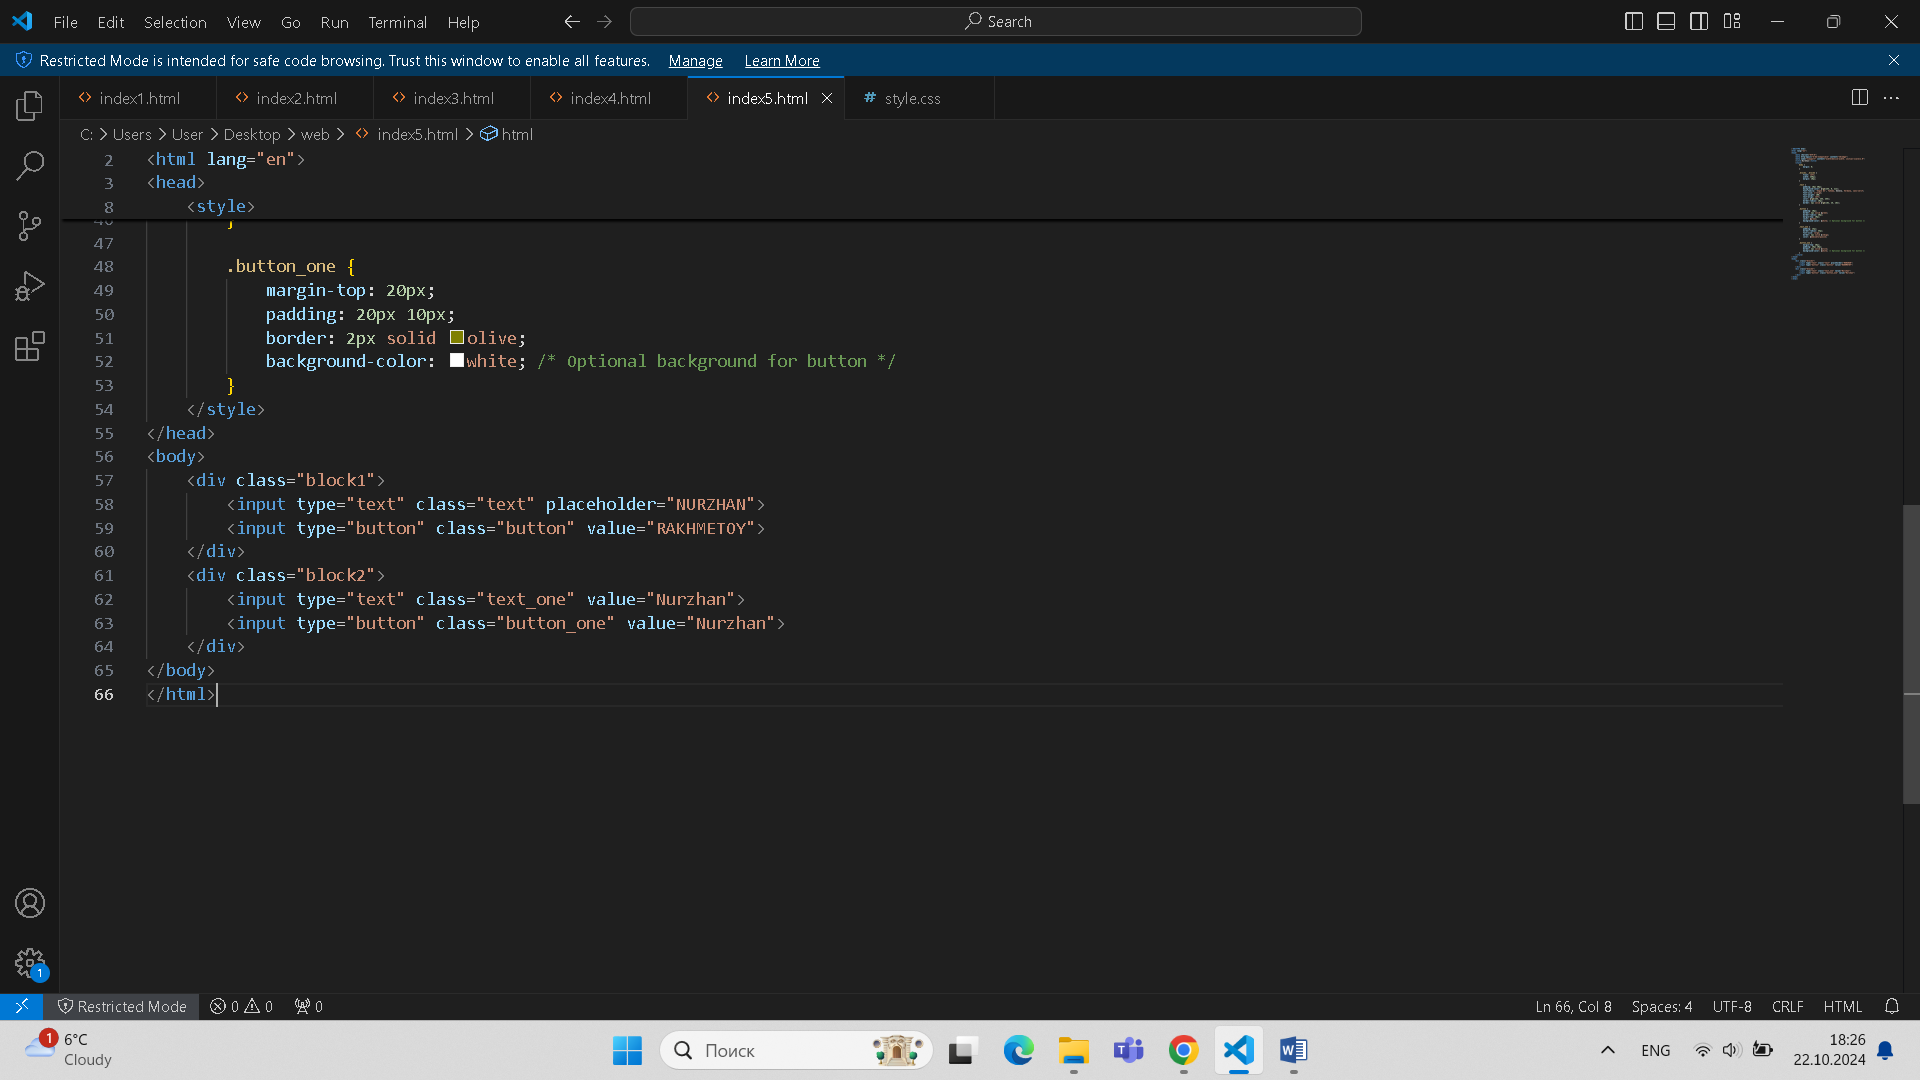 File Edit Selection View Go Run Terminal Help Search
Restricted Mode is intended for safe code browsing. Trust this window to enable all features. Manage Learn More
index1.html index2.html index3.html index4.html index5.html style.css
C: > Users > User > Desktop > web > index5.html > html
2 <html lang="en">
3 <head>
8 <style>
46 }
47
48 .button_one {
49 margin-top: 20px;
50 padding: 20px 10px;
51 border: 2px solid olive;
52 background-color: white; /* Optional background for button */
53 }
54 </style>
55 </head>
56 <body>
57 <div class="block1">
58 <input type="text" class="text" placeholder="NURZHAN">
59 <input type="button" class="button" value="RAKHMETOY">
60 </div>
61 <div class="block2">
62 <input type="text" class="text_one" value="Nurzhan">
63 <input type="button" class="button_one" value="Nurzhan">
64 </div>
65 </body>
66 </html>
1
Restricted Mode 0 0 0 Ln 66, Col 8 Spaces: 4 UTF-8 CRLF HTML
1 6°C
Cloudy
Поиск
ENG
18:26
22.10.2024